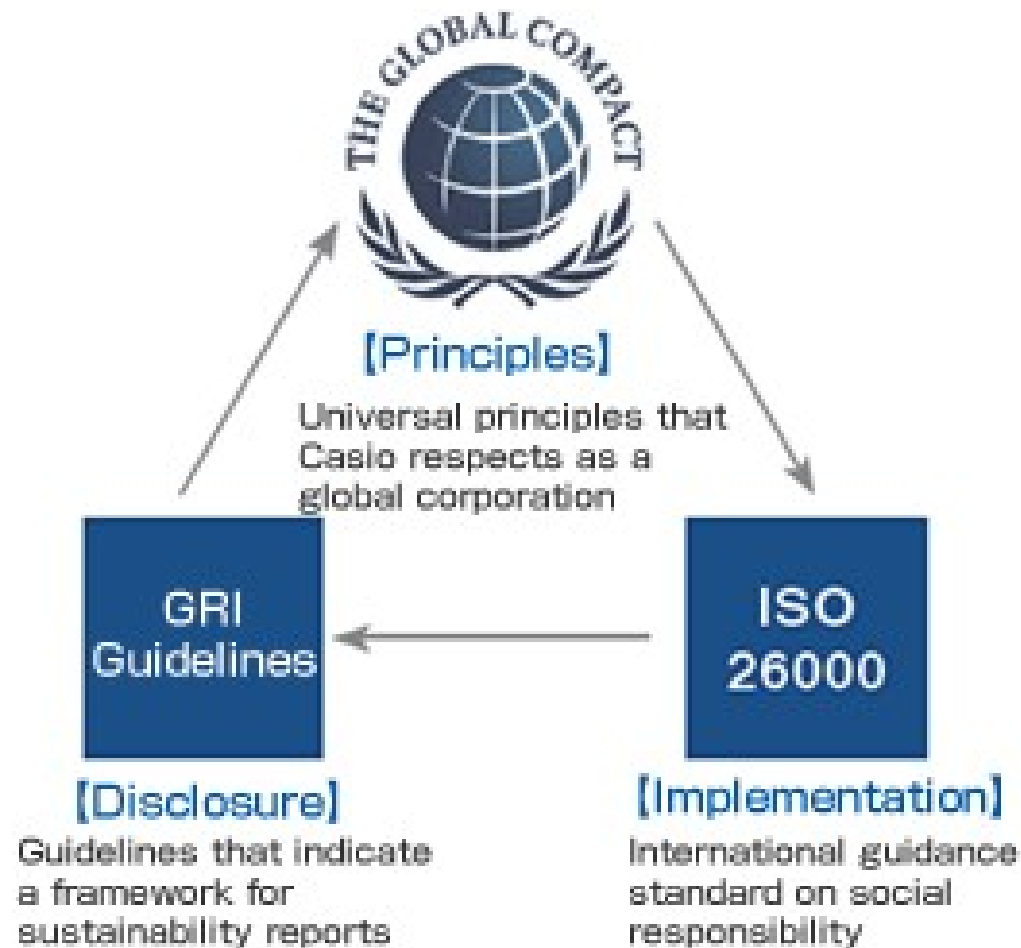 THE GLOBAL COMPACT
【Principles】
Universal principles that
Casio respects as a
global corporation
GRI
Guidelines
【Disclosure】
Guidelines that indicate
a framework for
sustainability reports
ISO
26000
【Implementation】
International guidance
standard on social
responsibility